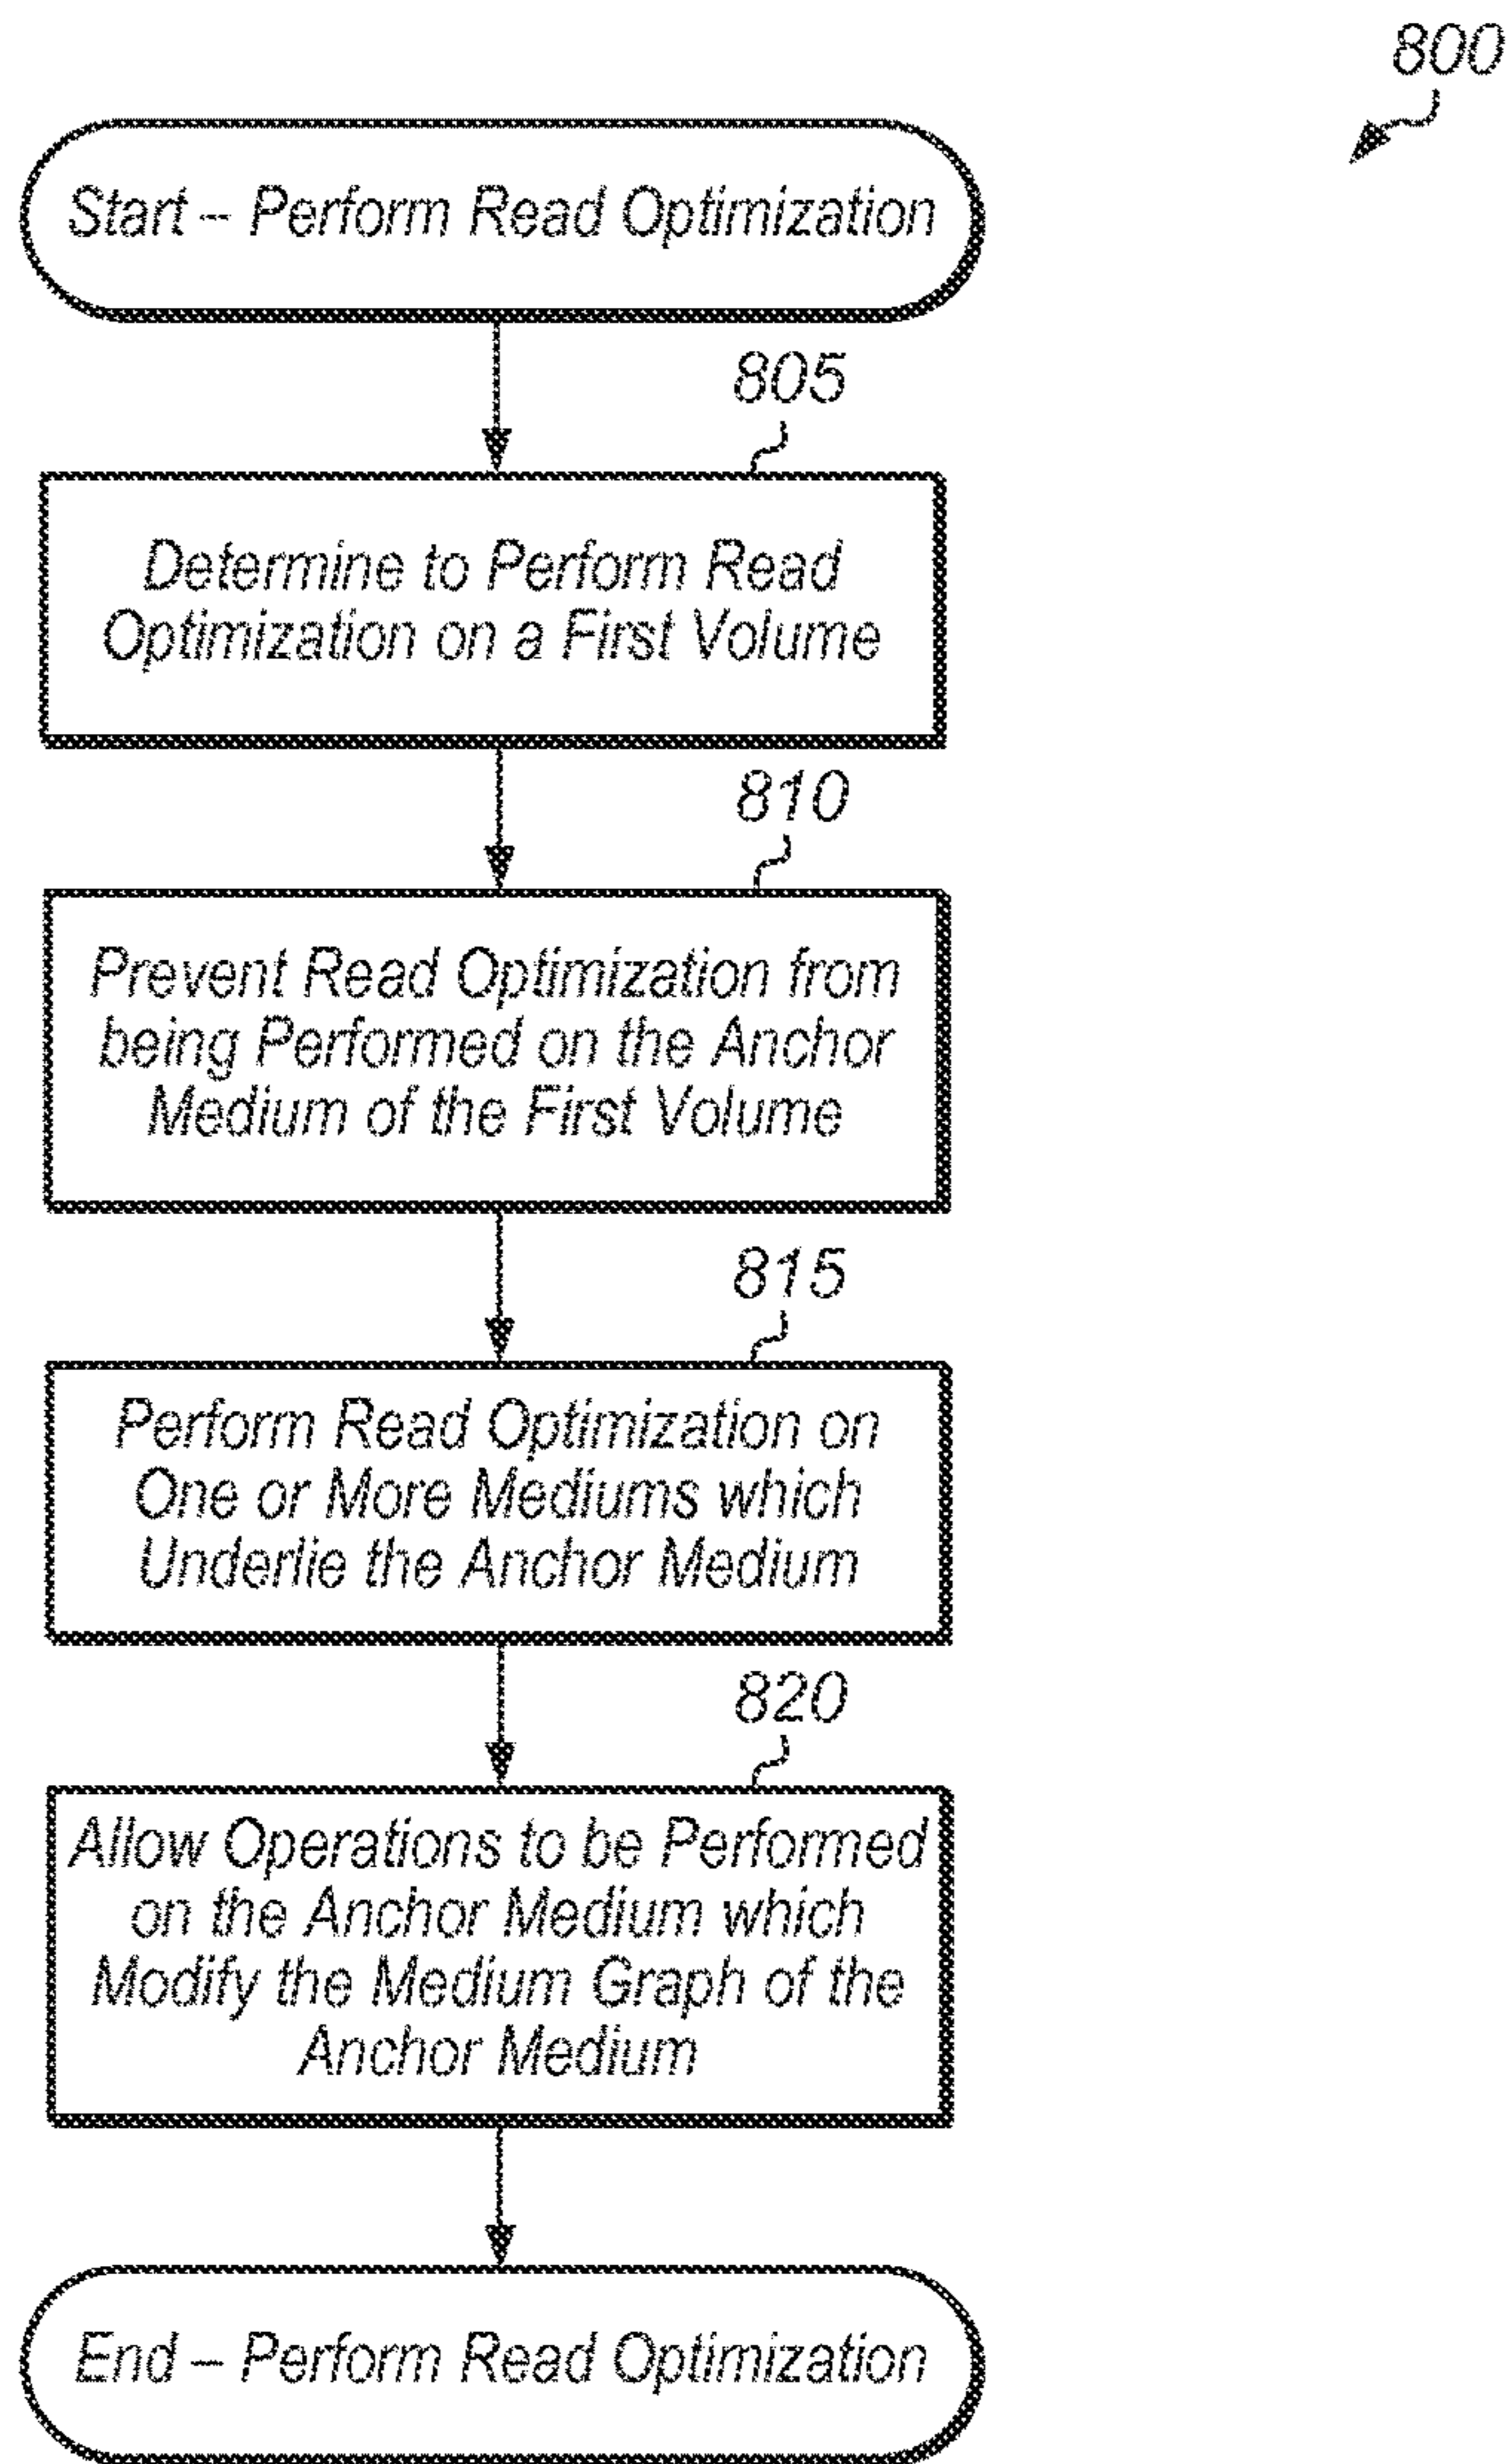 800
Start – Perform Read Optimization
805
Determine to Perform Read
Optimization on a First Volume
810
Prevent Read Optimization from
being Performed on the Anchor
Medium of the First Volume
815
Perform Read Optimization on
One or More Mediums which
Underlie the Anchor Medium
820
Allow Operations to be Performed
on the Anchor Medium which
Modify the Medium Graph of the
Anchor Medium
End – Perform Read Optimization